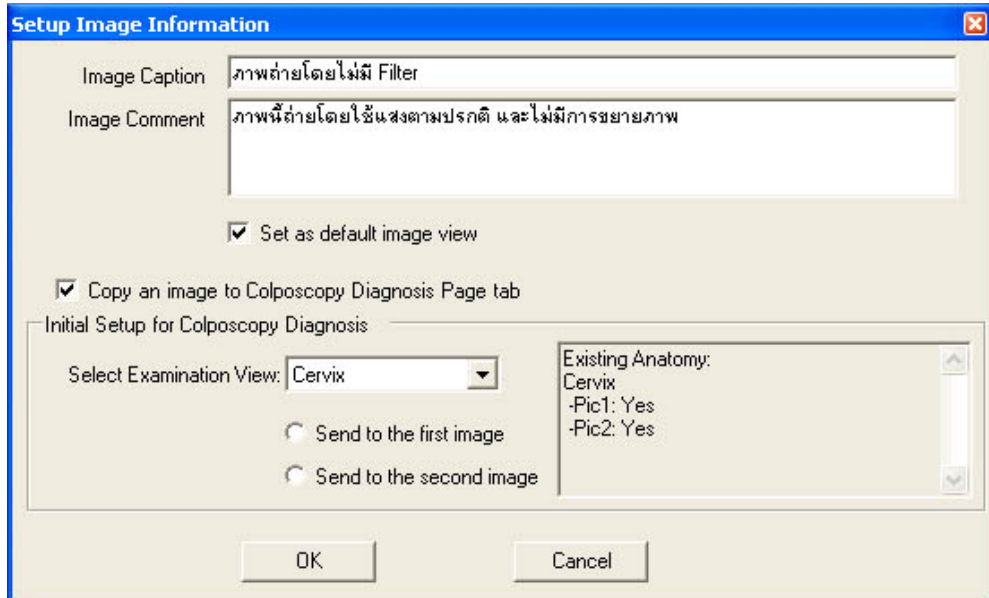 Setup Image Information
Image Caption ภาพถ่ายโดยไม่มี Filter
Image Comment ภาพนี้ถ่ายโดยใช้แสงตามปรกติ และไม่มีการขยายภาพ
Set as default image view
Copy an image to Colposcopy Diagnosis Page tab
Initial Setup for Colposcopy Diagnosis
Select Examination View: Cervix
Send to the first image
Send to the second image
Existing Anatomy:
Cervix
-Pic1: Yes
-Pic2: Yes
OK Cancel